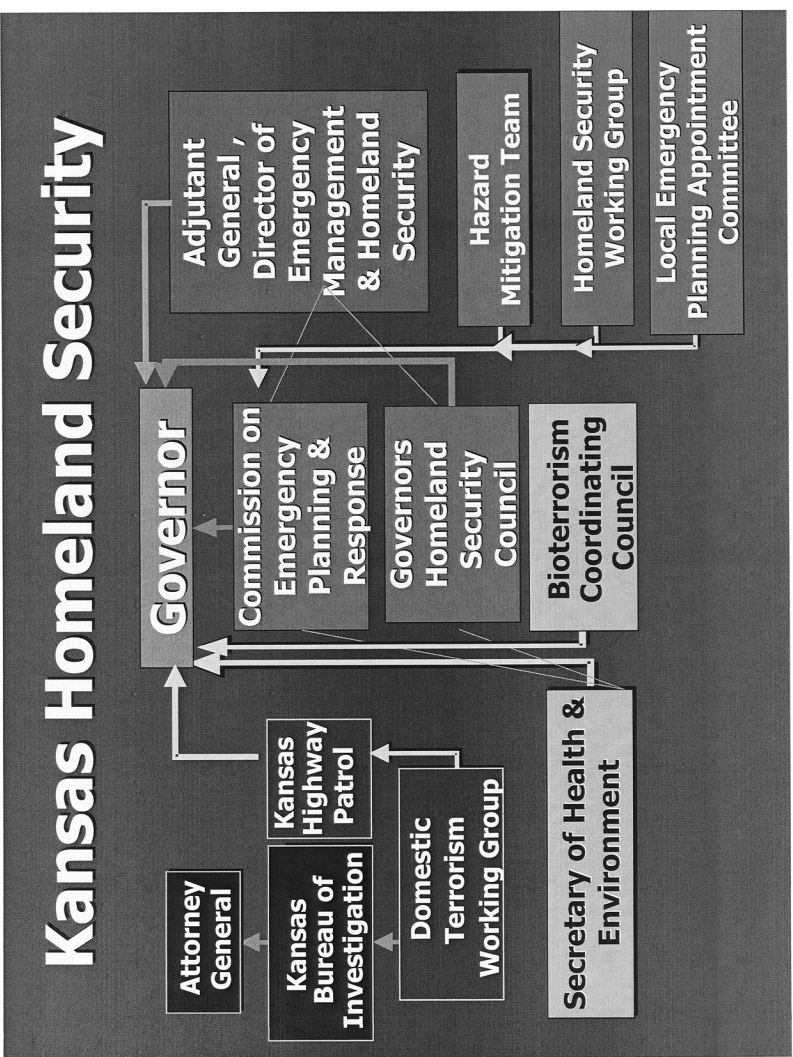 Kansas Homeland Security
Governor
Attorney
General
Kansas
Bureau of
Investigation
Kansas
Highway
Patrol
Domestic
Terrorism
Working Group
Secretary of Health &
Environment
Commission on
Emergency
Planning &
Response
Governors
Homeland
Security
Council
Bioterrorism
Coordinating
Council
Adjutant
General ,
Director of
Emergency
Management
& Homeland
Security
Hazard
Mitigation Team
Homeland Security
Working Group
Local Emergency
Planning Appointment
Committee